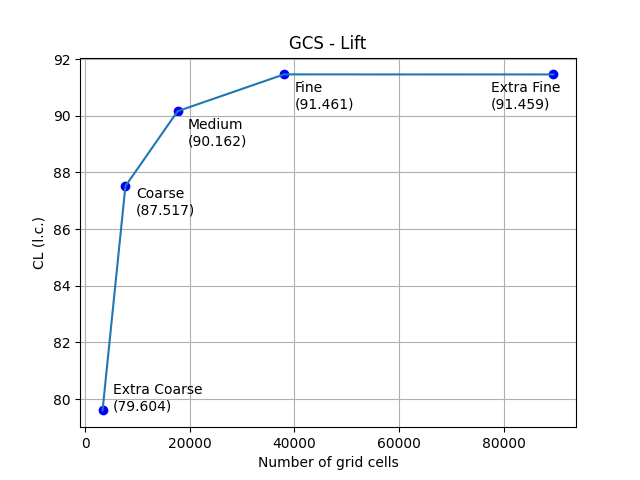 GCS - Lift
92
90
88
86
84
82
80
CL (l.c.)
Fine
(91.461)
Extra Fine
(91.459)
Medium
(90.162)
Coarse
(87.517)
Extra Coarse
(79.604)
0
20000
40000
60000
80000
Number of grid cells